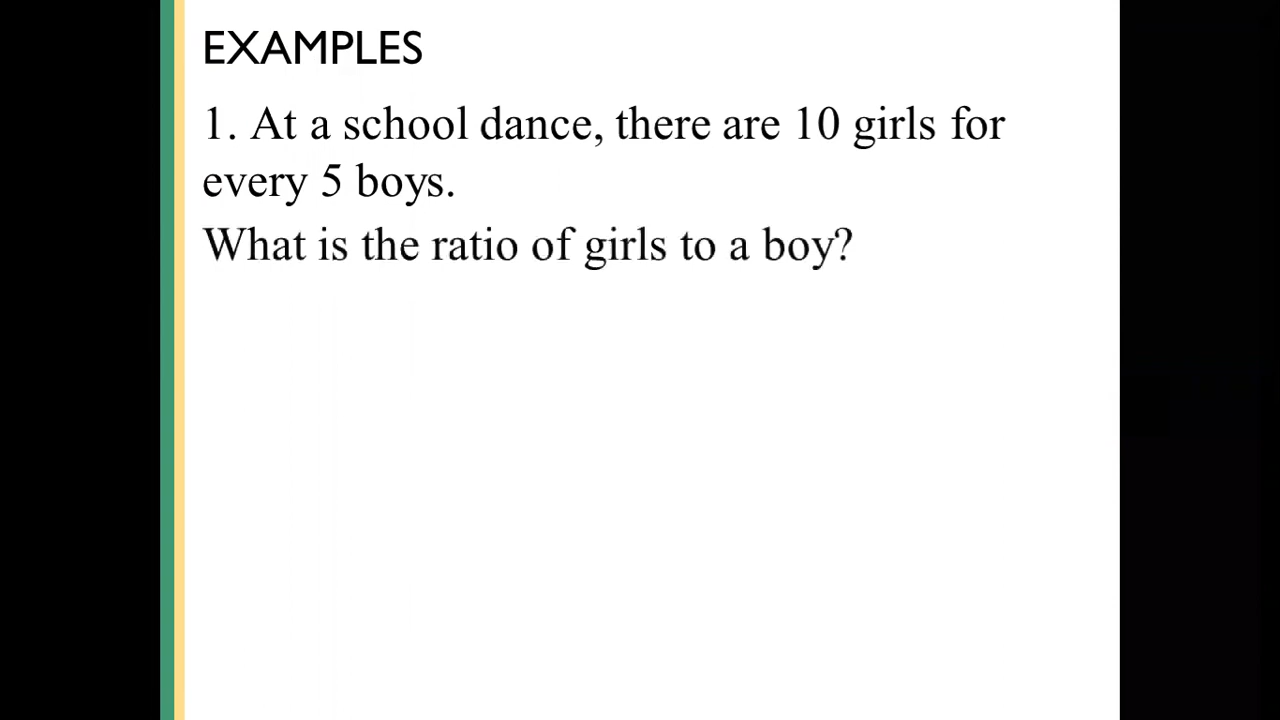 EXAMPLES
1. At a school dance, there are 10 girls for
every 5 boys.
What is the ratio of girls to a boy?